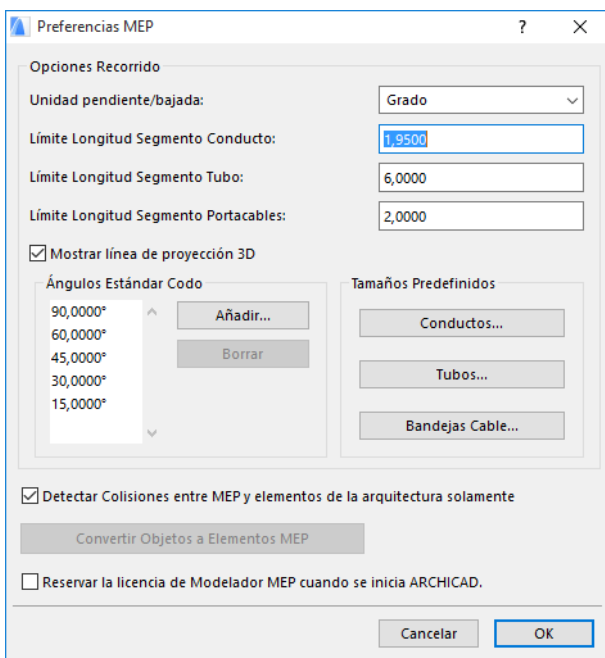 Preferencias MEP
Opciones Recorrido
Unidad pendiente/bajada: Grado
Límite Longitud Segmento Conducto: 1,9500
Límite Longitud Segmento Tubo: 6,0000
Límite Longitud Segmento Portacables: 2,0000
Mostrar línea de proyección 3D
Ángulos Estándar Codo
90,0000°
60,0000°
45,0000°
30,0000°
15,0000°
Añadir...
Borrar
Tamaños Predefinidos
Conductos...
Tubos...
Bandejas Cable...
Detectar Colisiones entre MEP y elementos de la arquitectura solamente
Convertir Objetos a Elementos MEP
Reservar la licencia de Modelador MEP cuando se inicia ARCHICAD.
Cancelar OK